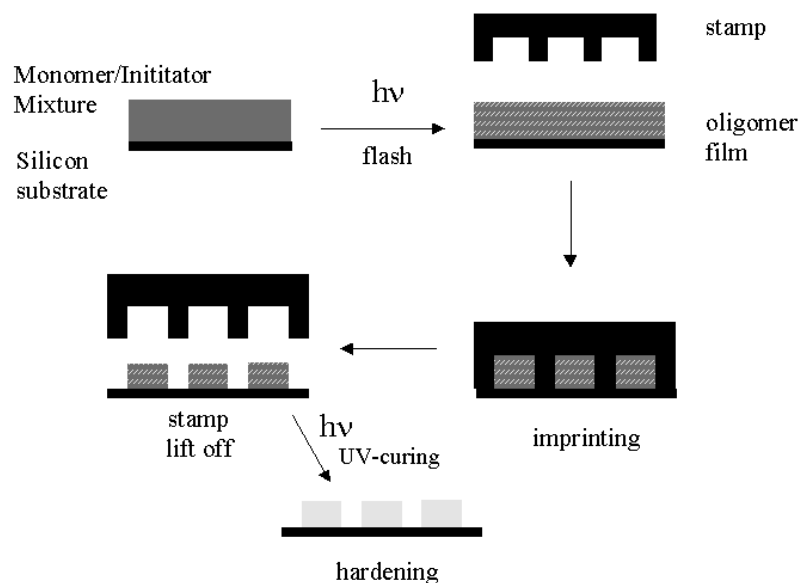 stamp
Monomer/Inititator
Mixture
hν
flash
oligomer
film
Silicon
substrate
stamp
lift off
hν
UV-curing
imprinting
hardening